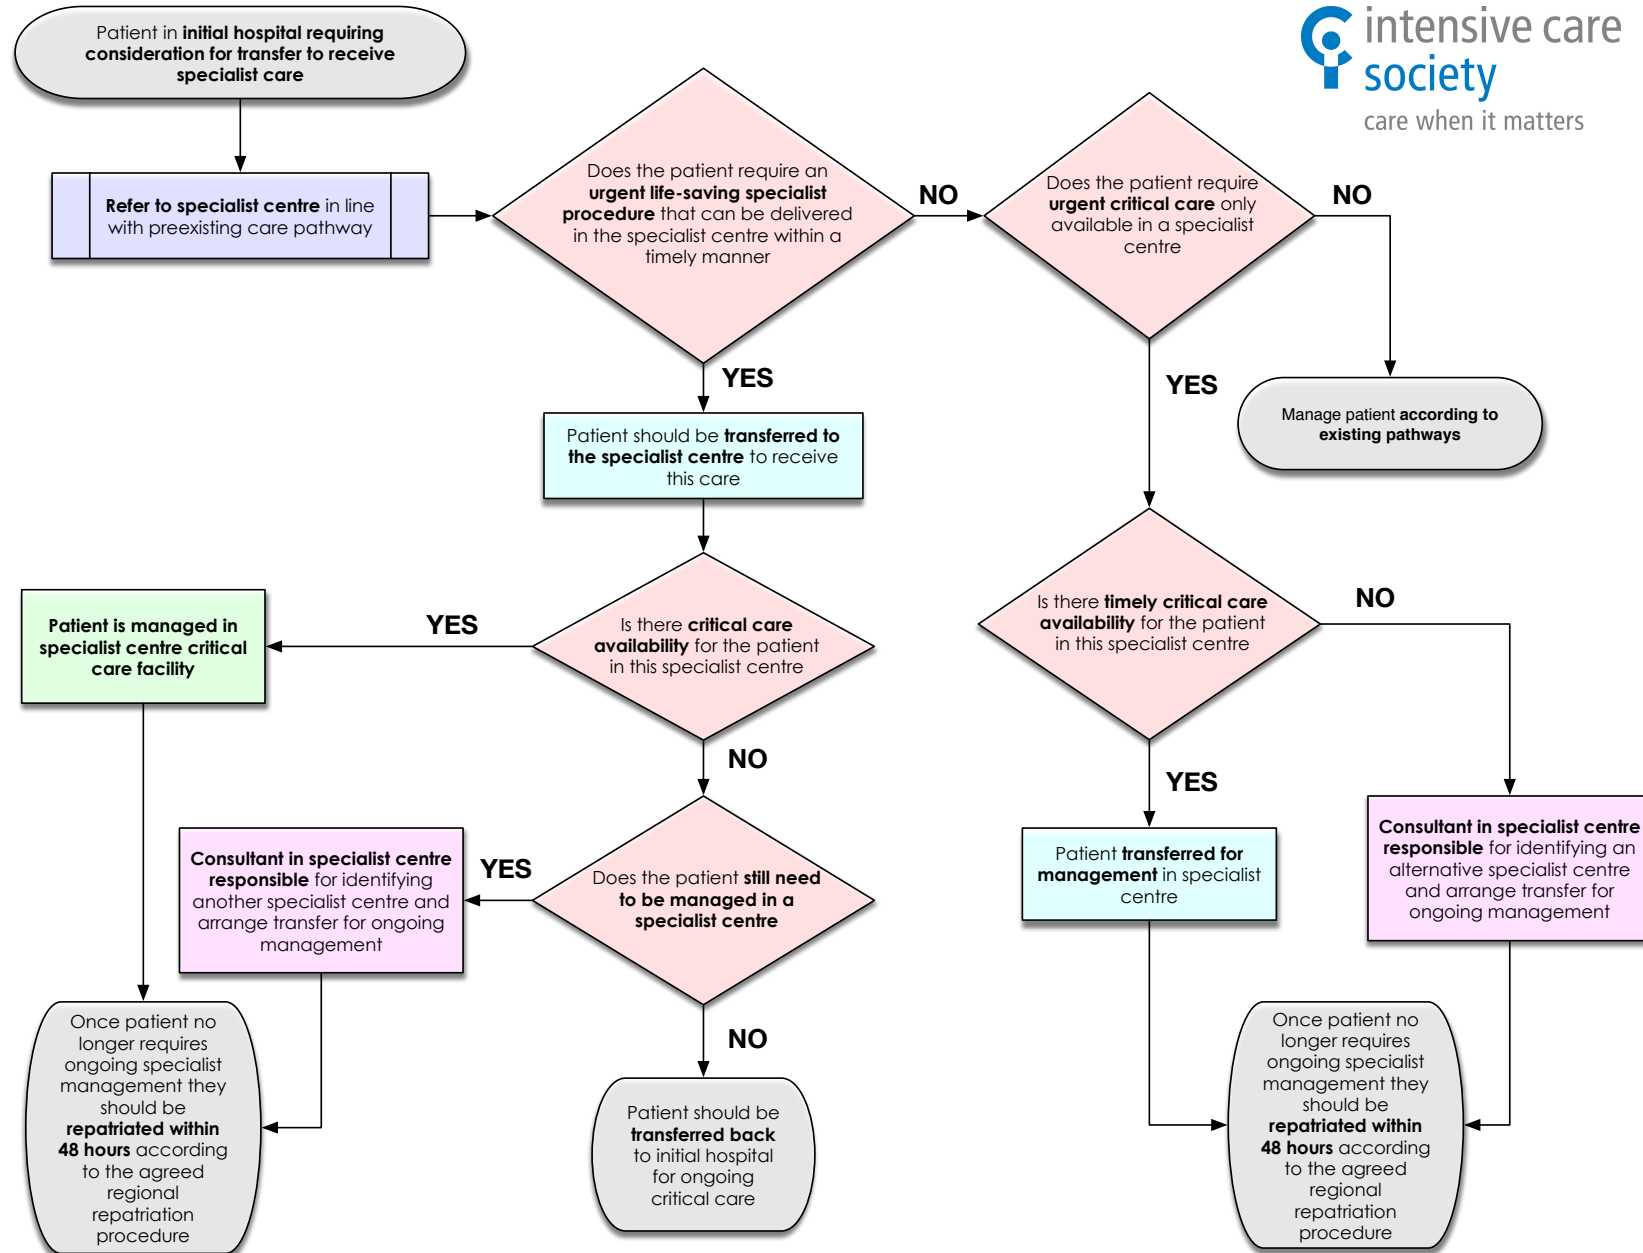 Patient in initial hospital requiring
consideration for transfer to receive
specialist care
intensive care
society
care when it matters
Refer to specialist centre in line
with preexisting care pathway
Does the patient require an
urgent life-saving specialist
procedure that can be delivered
in the specialist centre within a
timely manner
NO
Does the patient require
urgent critical care only
available in a specialist
centre
NO
YES
YES
Manage patient according to
existing pathways
Patient should be transferred to
the specialist centre to receive
this care
Patient is managed in
specialist centre critical
care facility
YES
Is there critical care
availability for the patient
in this specialist centre
Is there timely critical care
availability for the patient
in this specialist centre
NO
NO
YES
Consultant in specialist centre
responsible for identifying
another specialist centre and
arrange transfer for ongoing
management
YES
Does the patient still need
to be managed in a
specialist centre
Patient transferred for
management in specialist
centre
Consultant in specialist centre
responsible for identifying an
alternative specialist centre
and arrange transfer for
ongoing management
NO
Once patient no
longer requires
ongoing specialist
management they
should be
repatriated within
48 hours according
to the agreed
regional
repatriation
procedure
Patient should be
transferred back
to initial hospital
for ongoing
critical care
Once patient no
longer requires
ongoing specialist
management they
should be
repatriated within
48 hours according
to the agreed
regional
repatriation
procedure